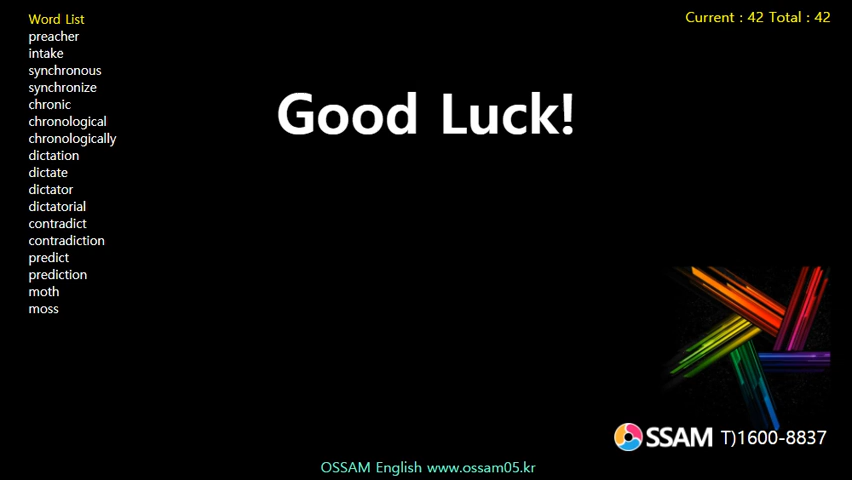 Word List
Current : 42 Total : 42
preacher
intake
synchronous
synchronize
chronic
chronological
chronologically
dictation
dictate
dictator
dictatorial
contradict
contradiction
predict
prediction
moth
moss
Good Luck!
OSSAM T)1600-8837
OSSAM English www.ossam05.kr